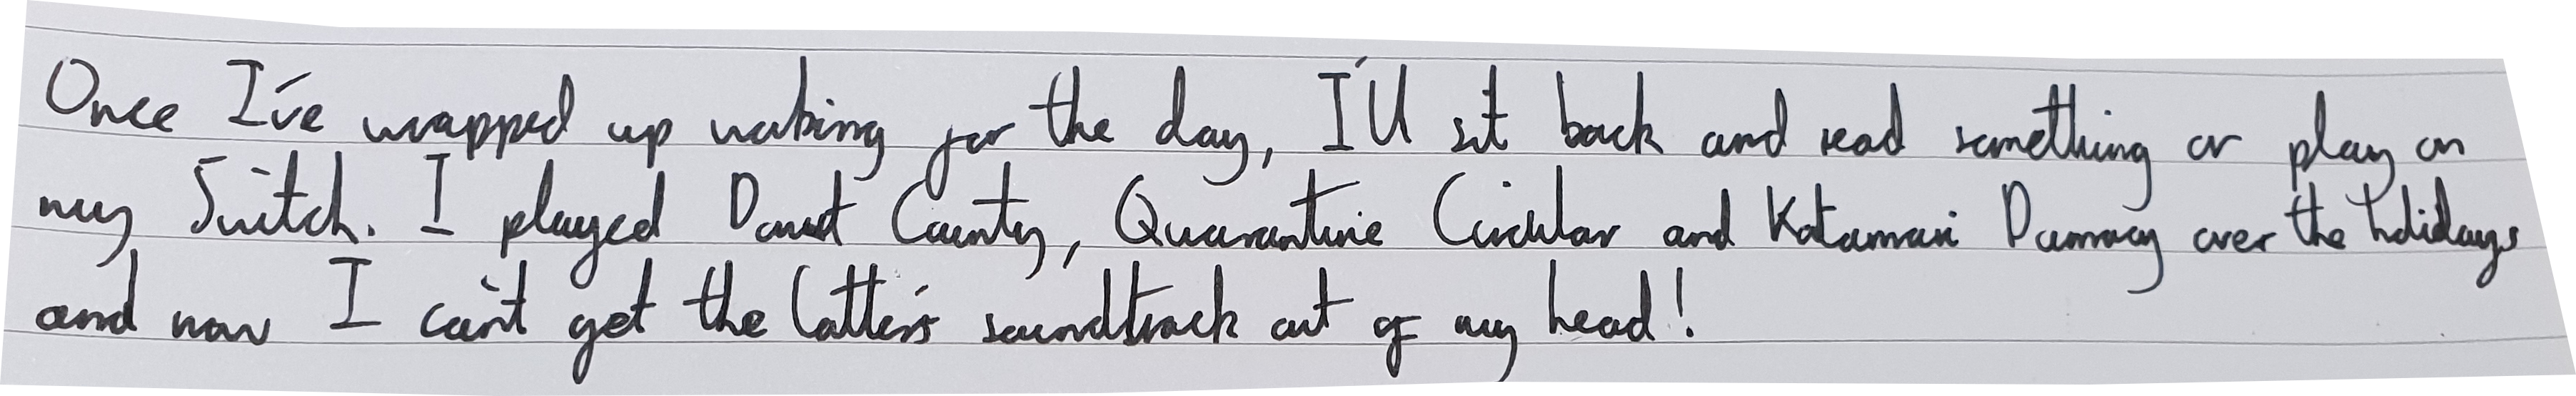 Once I've wrapped up working for the day, I'll sit back and read something or play on
my Switch. I played Donut County, Quarantine Circular and Katamari Damacy over the holidays
and now I can't get the latter's soundtrack out of my head!